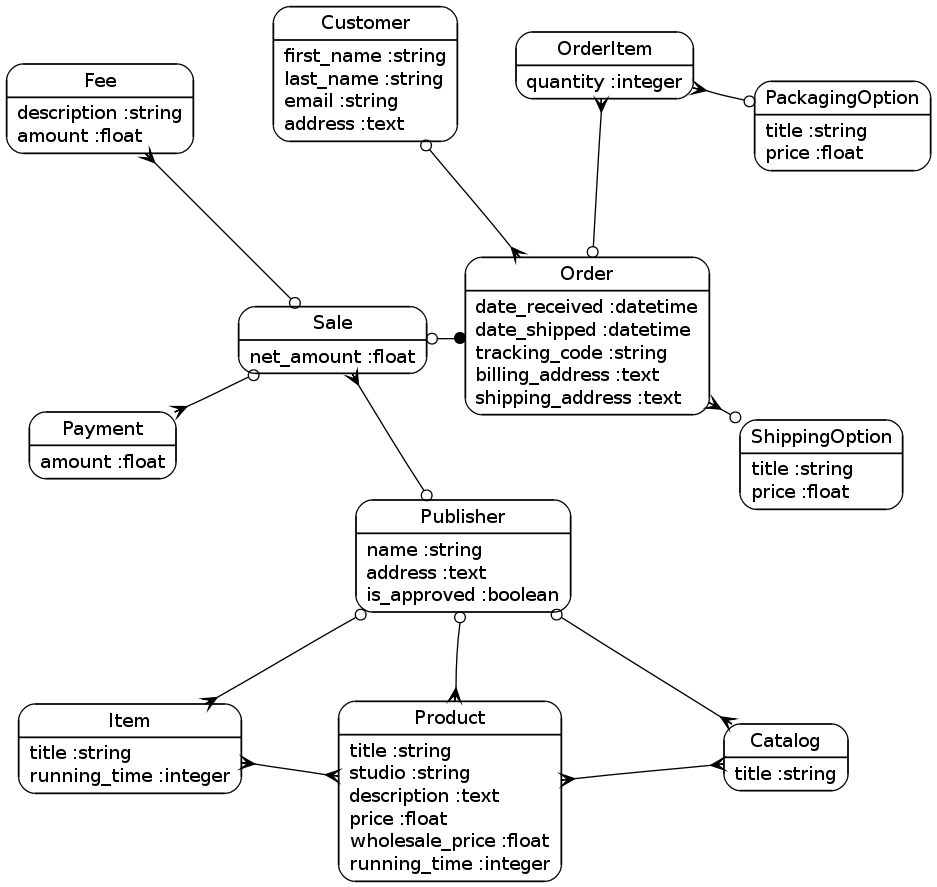 Customer
first_name :string
last_name :string
email :string
address :text
OrderItem
quantity :integer
Fee
description :string
amount :float
PackagingOption
title :string
price :float
Order
date_received :datetime
date_shipped :datetime
tracking_code :string
billing_address :text
shipping_address :text
Sale
net_amount :float
Payment
amount :float
ShippingOption
title :string
price :float
Publisher
name :string
address :text
is_approved :boolean
Item
title :string
running_time :integer
Product
title :string
studio :string
description :text
price :float
wholesale_price :float
running_time :integer
Catalog
title :string